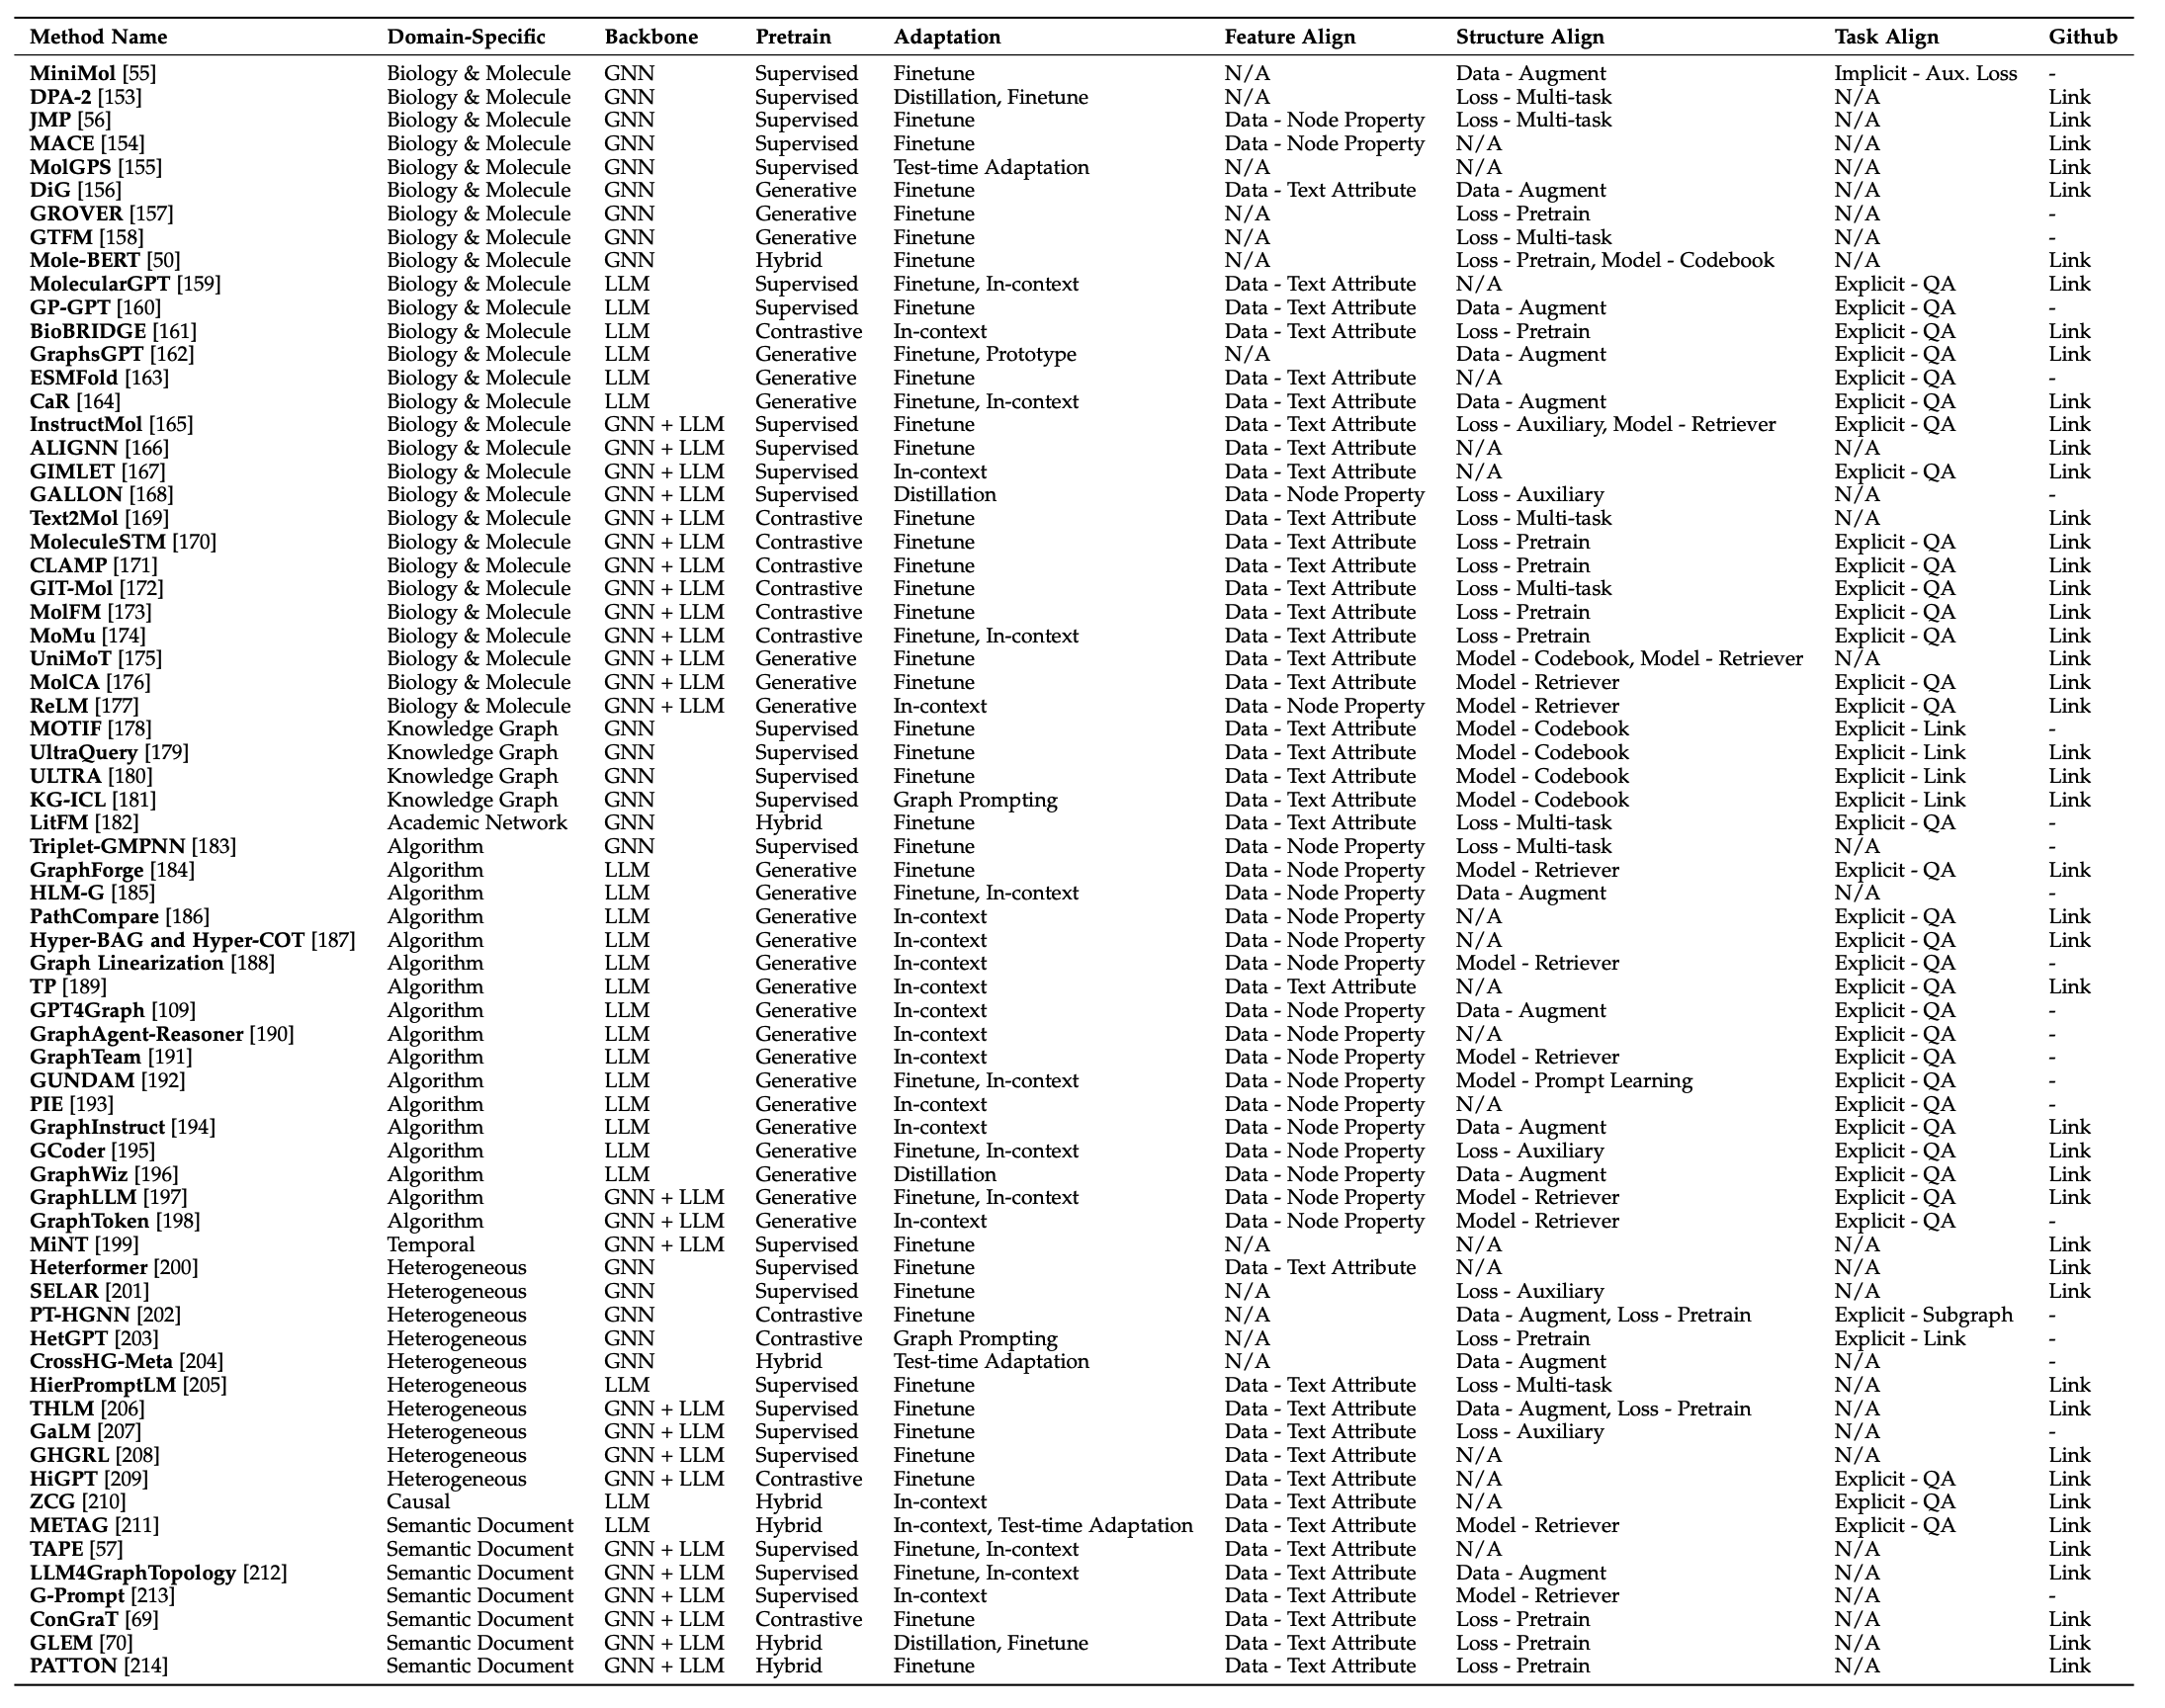 Method Name Domain-Specific Backbone Pretrain Adaptation Feature Align Structure Align Task Align Github
MiniMol [55] Biology & Molecule GNN Supervised Finetune N/A Data - Augment Implicit - Aux. Loss -
DPA-2 [153] Biology & Molecule GNN Supervised Distillation, Finetune N/A Loss - Multi-task N/A Link
JMP [56] Biology & Molecule GNN Supervised Finetune Data - Node Property Loss - Multi-task N/A Link
MACE [154] Biology & Molecule GNN Supervised Finetune Data - Node Property N/A N/A Link
MolGPS [155] Biology & Molecule GNN Supervised Test-time Adaptation N/A N/A N/A Link
DiG [156] Biology & Molecule GNN Generative Finetune Data - Text Attribute Data - Augment N/A Link
GROVER [157] Biology & Molecule GNN Generative Finetune N/A Loss - Pretrain N/A -
GTFM [158] Biology & Molecule GNN Generative Finetune N/A Loss - Multi-task N/A -
Mole-BERT [50] Biology & Molecule GNN Hybrid Finetune N/A Loss - Pretrain, Model - Codebook N/A Link
MolecularGPT [159] Biology & Molecule LLM Supervised Finetune, In-context Data - Text Attribute N/A Explicit - QA Link
GP-GPT [160] Biology & Molecule LLM Supervised Finetune Data - Text Attribute Data - Augment Explicit - QA -
BioBRIDGE [161] Biology & Molecule LLM Contrastive In-context Data - Text Attribute Loss - Pretrain Explicit - QA Link
GraphsGPT [162] Biology & Molecule LLM Generative Finetune, Prototype N/A Data - Augment Explicit - QA Link
ESMFold [163] Biology & Molecule LLM Generative Finetune Data - Text Attribute N/A Explicit - QA -
CaR [164] Biology & Molecule LLM Generative Finetune, In-context Data - Text Attribute Data - Augment Explicit - QA Link
InstructMol [165] Biology & Molecule GNN + LLM Supervised Finetune Data - Text Attribute Loss - Auxiliary, Model - Retriever Explicit - QA Link
ALIGNN [166] Biology & Molecule GNN + LLM Supervised Finetune Data - Text Attribute N/A N/A Link
GIMLET [167] Biology & Molecule GNN + LLM Supervised In-context Data - Text Attribute N/A Explicit - QA Link
GALLON [168] Biology & Molecule GNN + LLM Supervised Distillation Data - Node Property Loss - Auxiliary N/A -
Text2Mol [169] Biology & Molecule GNN + LLM Contrastive Finetune Data - Text Attribute Loss - Multi-task N/A Link
MoleculeSTM [170] Biology & Molecule GNN + LLM Contrastive Finetune Data - Text Attribute Loss - Pretrain Explicit - QA Link
CLAMP [171] Biology & Molecule GNN + LLM Contrastive Finetune Data - Text Attribute Loss - Pretrain Explicit - QA Link
GIT-Mol [172] Biology & Molecule GNN + LLM Contrastive Finetune Data - Text Attribute Loss - Multi-task Explicit - QA Link
MolFM [173] Biology & Molecule GNN + LLM Contrastive Finetune Data - Text Attribute Loss - Pretrain Explicit - QA Link
MoMu [174] Biology & Molecule GNN + LLM Contrastive Finetune, In-context Data - Text Attribute Loss - Pretrain Explicit - QA Link
UniMoT [175] Biology & Molecule GNN + LLM Generative Finetune Data - Text Attribute Model - Codebook, Model - Retriever N/A Link
MolCA [176] Biology & Molecule GNN + LLM Generative Finetune Data - Text Attribute Model - Retriever Explicit - QA Link
ReLM [177] Biology & Molecule GNN + LLM Generative In-context Data - Node Property Model - Retriever Explicit - QA Link
MOTIF [178] Knowledge Graph GNN Supervised Finetune Data - Text Attribute Model - Codebook Explicit - Link -
UltraQuery [179] Knowledge Graph GNN Supervised Finetune Data - Text Attribute Model - Codebook Explicit - Link Link
ULTRA [180] Knowledge Graph GNN Supervised Finetune Data - Text Attribute Model - Codebook Explicit - Link Link
KG-ICL [181] Knowledge Graph GNN Supervised Graph Prompting Data - Text Attribute Model - Codebook Explicit - Link Link
LitFM [182] Academic Network GNN Hybrid Finetune Data - Text Attribute Loss - Multi-task Explicit - QA -
Triplet-GMPNN [183] Algorithm GNN Supervised Finetune Data - Node Property Loss - Multi-task N/A -
GraphForge [184] Algorithm LLM Generative Finetune Data - Node Property Model - Retriever Explicit - QA Link
HLM-G [185] Algorithm LLM Generative Finetune, In-context Data - Node Property Data - Augment N/A -
PathCompare [186] Algorithm LLM Generative In-context Data - Node Property N/A Explicit - QA Link
Hyper-BAG and Hyper-COT [187] Algorithm LLM Generative In-context Data - Node Property N/A Explicit - QA Link
Graph Linearization [188] Algorithm LLM Generative In-context Data - Node Property Model - Retriever Explicit - QA -
TP [189] Algorithm LLM Generative In-context Data - Text Attribute N/A Explicit - QA Link
GPT4Graph [109] Algorithm LLM Generative In-context Data - Node Property Data - Augment Explicit - QA -
GraphAgent-Reasoner [190] Algorithm LLM Generative In-context Data - Node Property N/A Explicit - QA -
GraphTeam [191] Algorithm LLM Generative In-context Data - Node Property Model - Retriever Explicit - QA -
GUNDAM [192] Algorithm LLM Generative Finetune, In-context Data - Node Property Model - Prompt Learning Explicit - QA -
PIE [193] Algorithm LLM Generative In-context Data - Node Property N/A Explicit - QA -
GraphInstruct [194] Algorithm LLM Generative In-context Data - Node Property Data - Augment Explicit - QA Link
GCoder [195] Algorithm LLM Generative Finetune, In-context Data - Node Property Loss - Auxiliary Explicit - QA Link
GraphWiz [196] Algorithm LLM Generative Distillation Data - Node Property Data - Augment Explicit - QA Link
GraphLLM [197] Algorithm GNN + LLM Generative Finetune, In-context Data - Node Property Model - Retriever Explicit - QA Link
GraphToken [198] Algorithm GNN + LLM Generative In-context Data - Node Property Model - Retriever Explicit - QA -
MiNT [199] Temporal GNN + LLM Supervised Finetune N/A N/A N/A Link
Heterformer [200] Heterogeneous GNN Supervised Finetune Data - Text Attribute N/A N/A Link
SELAR [201] Heterogeneous GNN Supervised Finetune N/A Loss - Auxiliary N/A Link
PT-HGNN [202] Heterogeneous GNN Contrastive Finetune N/A Data - Augment, Loss - Pretrain Explicit - Subgraph -
HetGPT [203] Heterogeneous GNN Contrastive Graph Prompting N/A Loss - Pretrain Explicit - Link -
CrossHG-Meta [204] Heterogeneous GNN Hybrid Test-time Adaptation N/A Data - Augment N/A -
HierPromptLM [205] Heterogeneous LLM Supervised Finetune Data - Text Attribute Loss - Multi-task N/A Link
THLM [206] Heterogeneous GNN + LLM Supervised Finetune Data - Text Attribute Data - Augment, Loss - Pretrain N/A Link
GaLM [207] Heterogeneous GNN + LLM Supervised Finetune Data - Text Attribute Loss - Auxiliary N/A -
GHGRL [208] Heterogeneous GNN + LLM Supervised Finetune Data - Text Attribute N/A N/A Link
HiGPT [209] Heterogeneous GNN + LLM Contrastive Finetune Data - Text Attribute N/A Explicit - QA Link
ZCG [210] Causal LLM Hybrid In-context Data - Text Attribute N/A Explicit - QA Link
METAG [211] Semantic Document LLM Hybrid In-context, Test-time Adaptation Data - Text Attribute Model - Retriever Explicit - QA Link
TAPE [57] Semantic Document GNN + LLM Supervised Finetune, In-context Data - Text Attribute N/A N/A Link
LLM4GraphTopology [212] Semantic Document GNN + LLM Supervised Finetune, In-context Data - Text Attribute Data - Augment N/A Link
G-Prompt [213] Semantic Document GNN + LLM Supervised In-context Data - Text Attribute Model - Retriever N/A -
ConGraT [69] Semantic Document GNN + LLM Contrastive Finetune Data - Text Attribute Loss - Pretrain N/A Link
GLEM [70] Semantic Document GNN + LLM Hybrid Distillation, Finetune Data - Text Attribute Loss - Pretrain N/A Link
PATTON [214] Semantic Document GNN + LLM Hybrid Finetune Data - Text Attribute Loss - Pretrain N/A Link